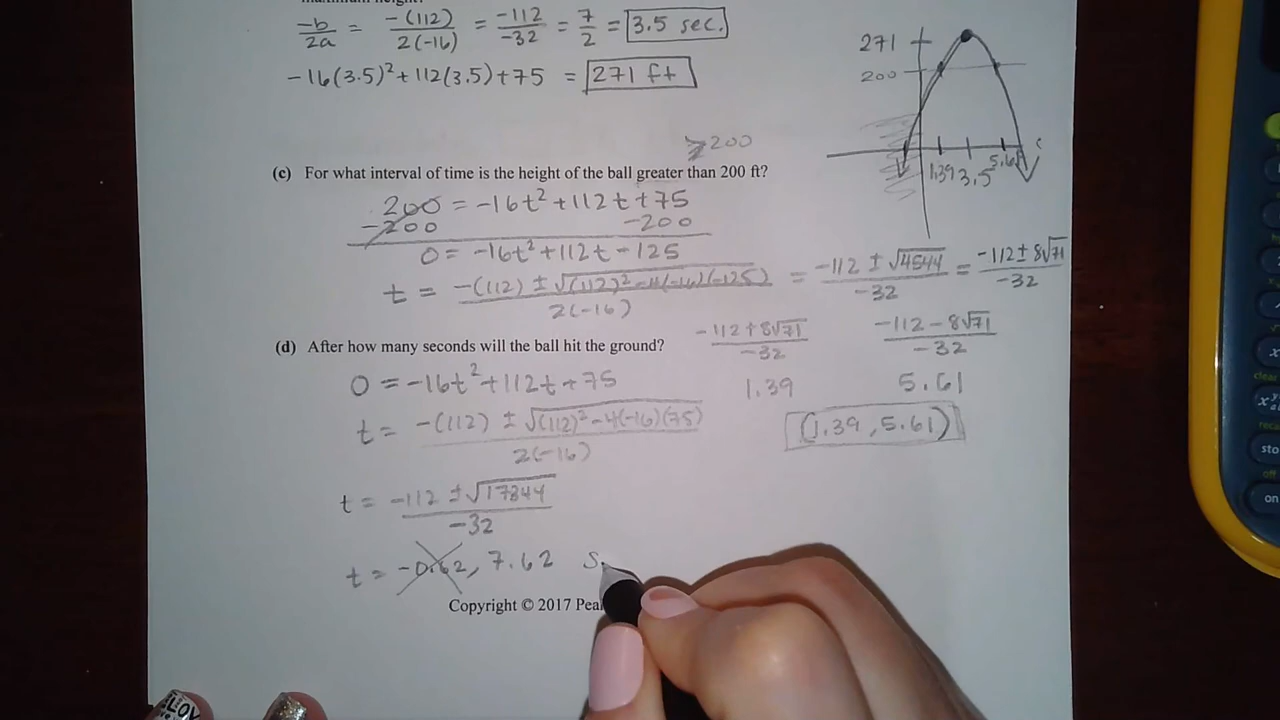 -b/2a = -(112)/2(-16) = -112/-32 = 7/2 = 3.5 sec.
-16(3.5)² + 112(3.5) + 75 = 271 ft
271
200
1.39 3.5 5.61
≥200
(c) For what interval of time is the height of the ball greater than 200 ft?
200 = -16t² + 112t + 75
-200 -200
0 = -16t² + 112t - 125
t = -(112) ± √(112)² - 4(-16)(-125) / 2(-16) = -112 ± √4544 / -32 = -112 ± 8√71 / -32
-112 + 8√71 / -32 -112 - 8√71 / -32
(d) After how many seconds will the ball hit the ground?
0 = -16t² + 112t + 75
1.39 5.61
t = -(112) ± √(112)² - 4(-16)(75) / 2(-16)
(1.39, 5.61)
t = -112 ± √17344 / -32
t = -0.62, 7.62 s
Copyright © 2017 Pea